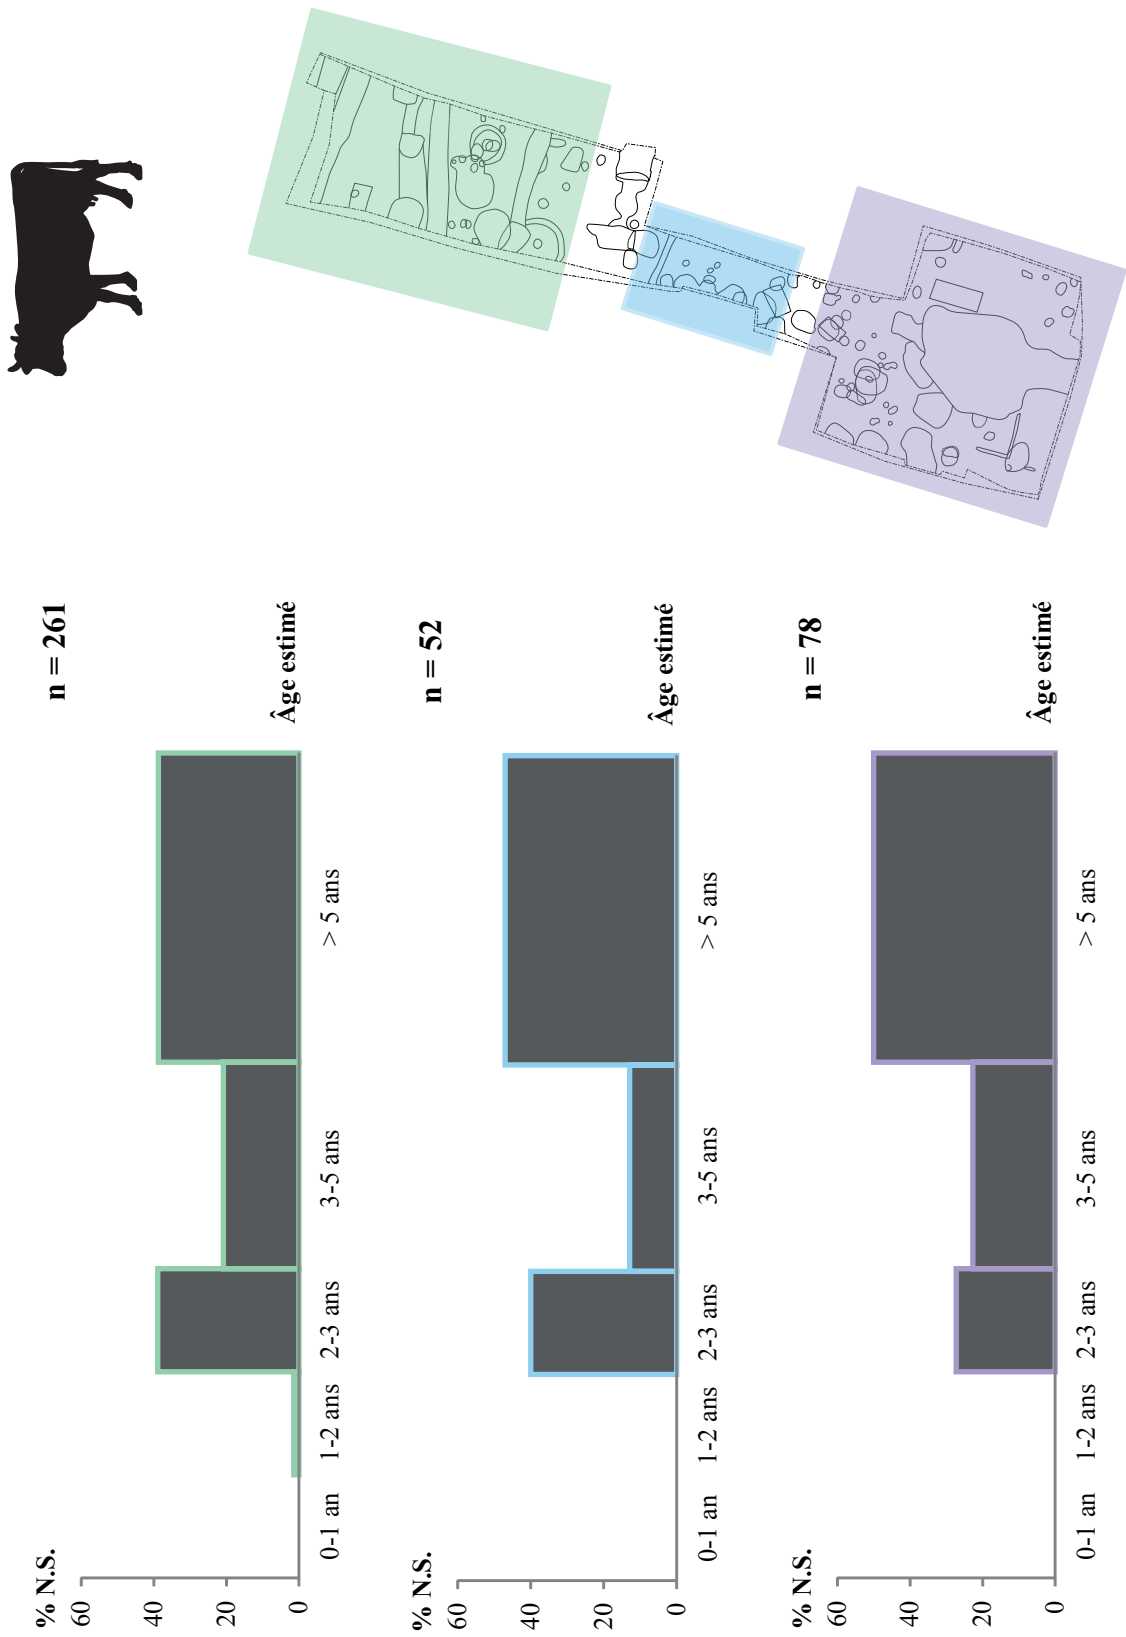 % N.S.
n = 261
60
40
20
0
0-1 an 1-2 ans 2-3 ans 3-5 ans > 5 ans
Âge estimé
% N.S.
n = 52
60
40
20
0
0-1 an 1-2 ans 2-3 ans 3-5 ans > 5 ans
Âge estimé
% N.S.
n = 78
60
40
20
0
0-1 an 1-2 ans 2-3 ans 3-5 ans > 5 ans
Âge estimé